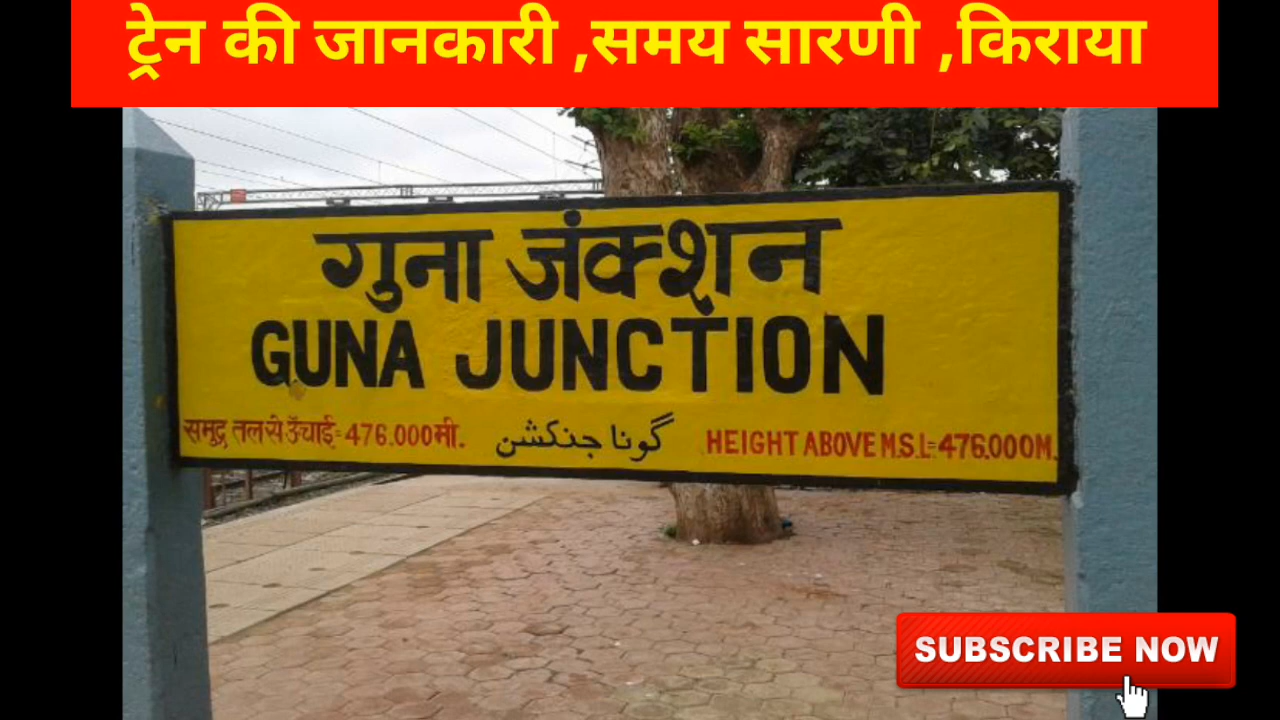 ट्रेन की जानकारी ,समय सारणी ,किराया
गुना जंक्शन
GUNA JUNCTION
समुद्र तल से ऊँचाई=476.000मी. گونا جنکشن HEIGHT ABOVE M.S.L=476.000M.
SUBSCRIBE NOW